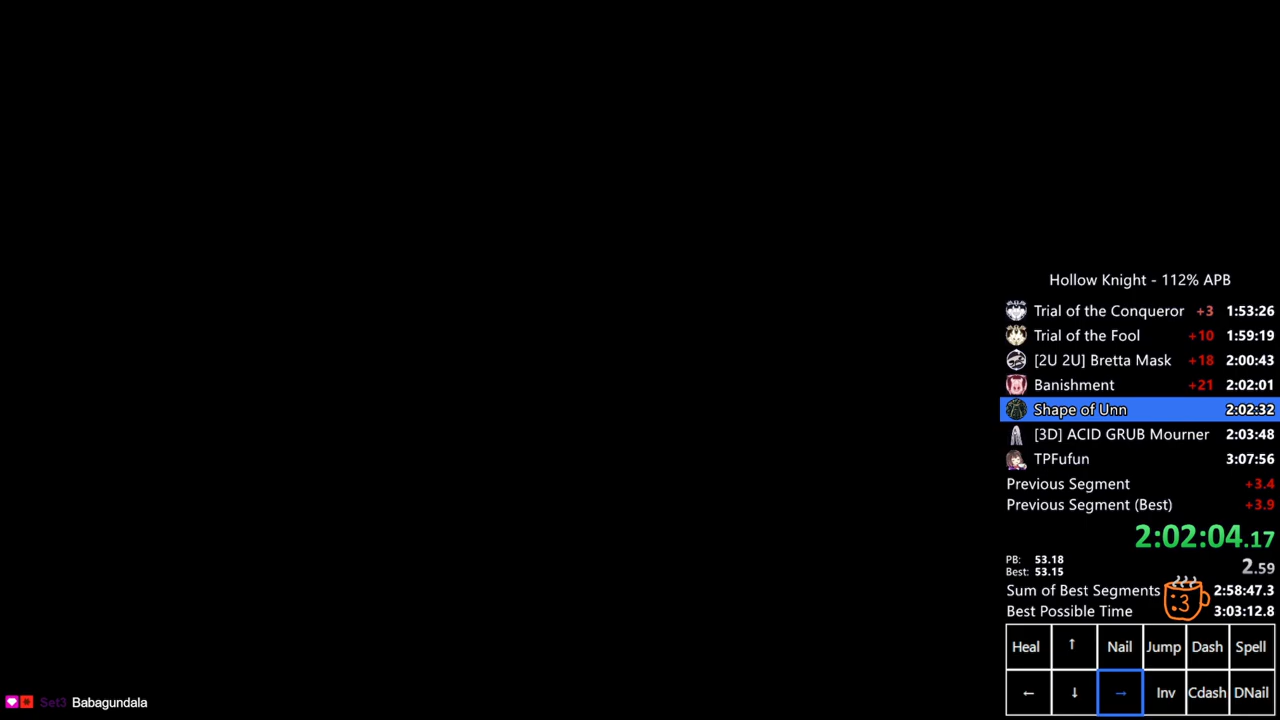 Hollow Knight - 112% APB
Trial of the Conqueror +3 1:53:26
Trial of the Fool +10 1:59:19
[2U 2U] Bretta Mask +18 2:00:43
Banishment +21 2:02:01
Shape of Unn 2:02:32
[3D] ACID GRUB Mourner 2:03:48
TPFufun 3:07:56
Previous Segment +3.4
Previous Segment (Best) +3.9
2:02:04.17
PB: 53.18
2.59
Best: 53.15
Sum of Best Segments 2:58:47.3
:3
Best Possible Time 3:03:12.8
Heal ↑ Nail Jump Dash Spell
← ↓ → Inv Cdash DNail
Set3 Babagundala